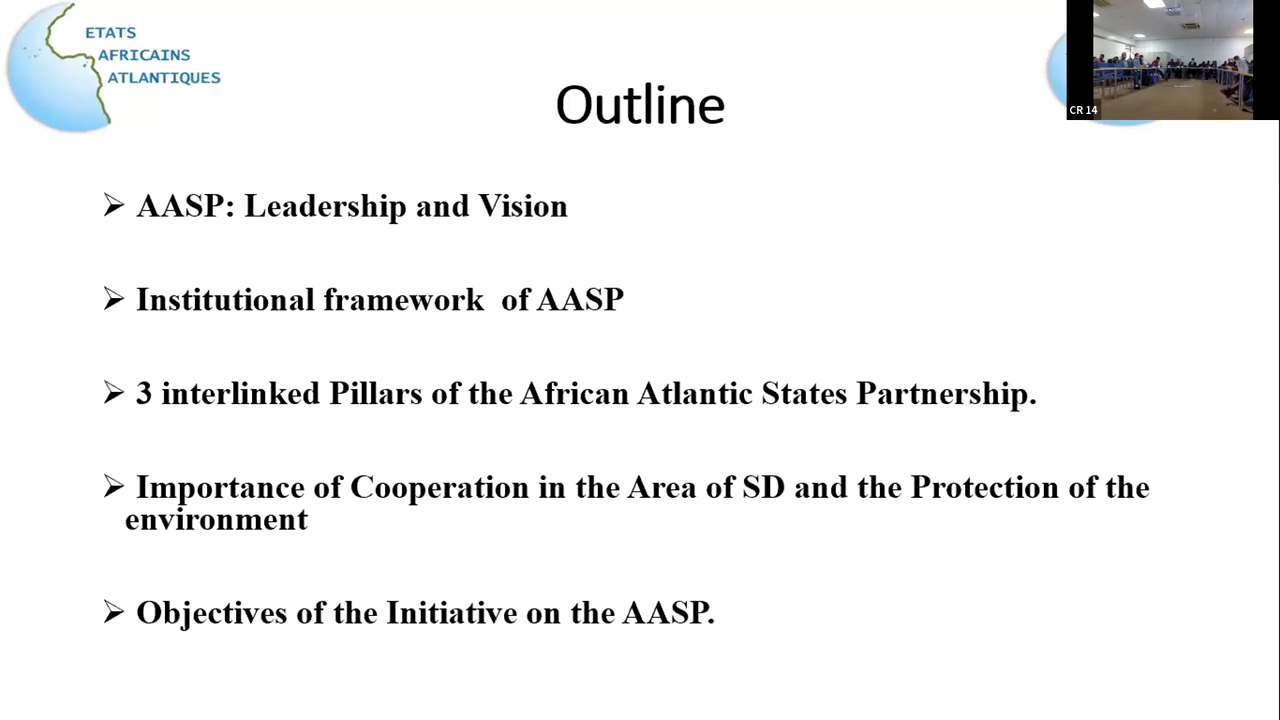 ETATS
AFRICAINS
ATLANTIQUES
CR 14
Outline
➢ AASP: Leadership and Vision
➢ Institutional framework of AASP
➢ 3 interlinked Pillars of the African Atlantic States Partnership.
➢ Importance of Cooperation in the Area of SD and the Protection of the
environment
➢ Objectives of the Initiative on the AASP.